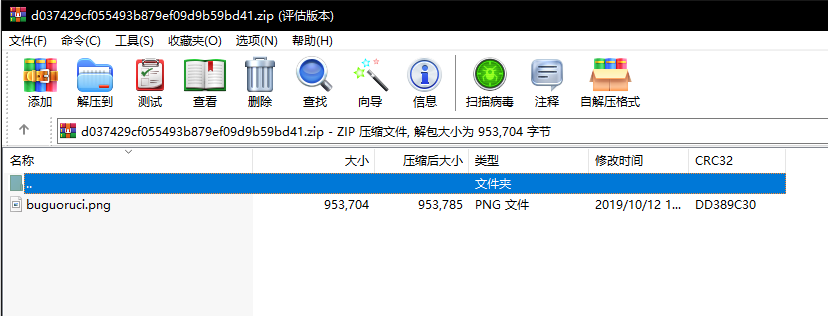 d037429cf055493b879ef09d9b59bd41.zip (评估版本)
文件(F) 命令(C) 工具(S) 收藏夹(O) 选项(N) 帮助(H)
添加 解压到 测试 查看 删除 查找 向导 信息 扫描病毒 注释 自解压格式
d037429cf055493b879ef09d9b59bd41.zip - ZIP 压缩文件, 解包大小为 953,704 字节
名称 大小 压缩后大小 类型 修改时间 CRC32
.. 文件夹
buguoruci.png 953,704 953,785 PNG 文件 2019/10/12 1... DD389C30